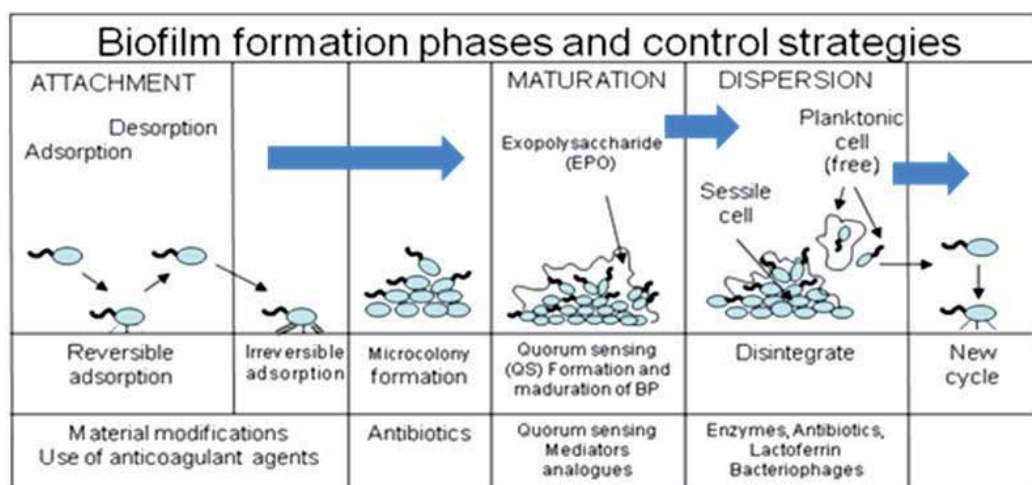 Biofilm formation phases and control strategies
ATTACHMENT
Desorption
Adsorption
MATURATION
Exopolysaccharide
(EPO)
DISPERSION
Planktonic
cell
(free)
Sessile
cell
Reversible
adsorption
Irreversible
adsorption
Microcolony
formation
Quorum sensing
(QS) Formation and
maduration of BP
Disintegrate
New
cycle
Material modifications
Use of anticoagulant agents
Antibiotics
Quorum sensing
Mediators
analogues
Enzymes, Antibiotics,
Lactoferrin
Bacteriophages